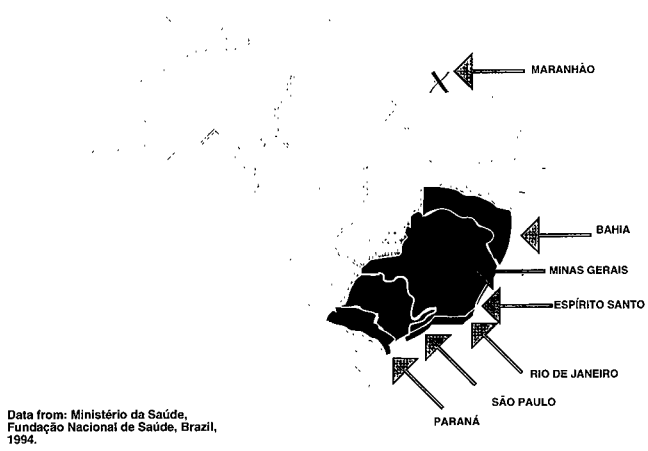 MARANHÃO
BAHIA
MINAS GERAIS
ESPÍRITO SANTO
RIO DE JANEIRO
SÃO PAULO
PARANÁ
Data from: Ministério da Saúde,
Fundação Nacional de Saúde, Brazil,
1994.